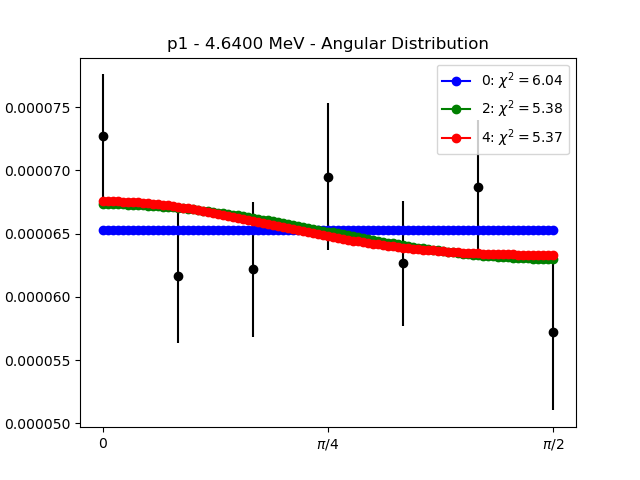 p1 - 4.6400 MeV - Angular Distribution
0: χ² = 6.04
2: χ² = 5.38
4: χ² = 5.37
0.000075
0.000070
0.000065
0.000060
0.000055
0.000050
0 π/4 π/2